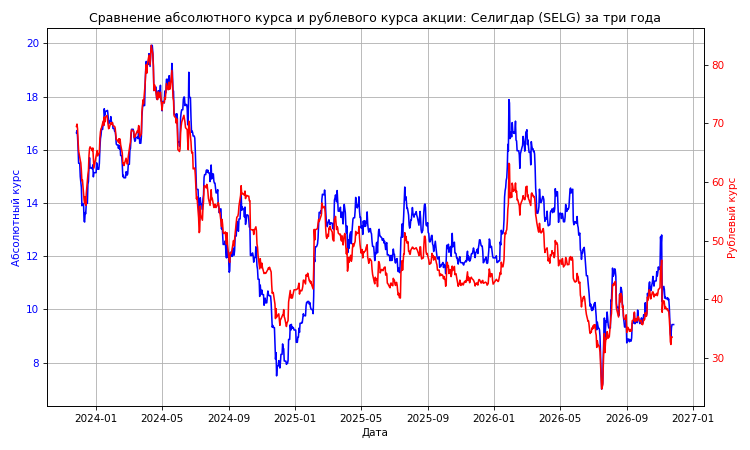 Сравнение абсолютного курса и рублевого курса акции: Селигдар (SELG) за три года
Абсолютный курс
20
18
16
14
12
10
8
80
70
60
50
40
30
Рублевый курс
2024-01 2024-05 2024-09 2025-01 2025-05 2025-09 2026-01 2026-05 2026-09 2027-01
Дата